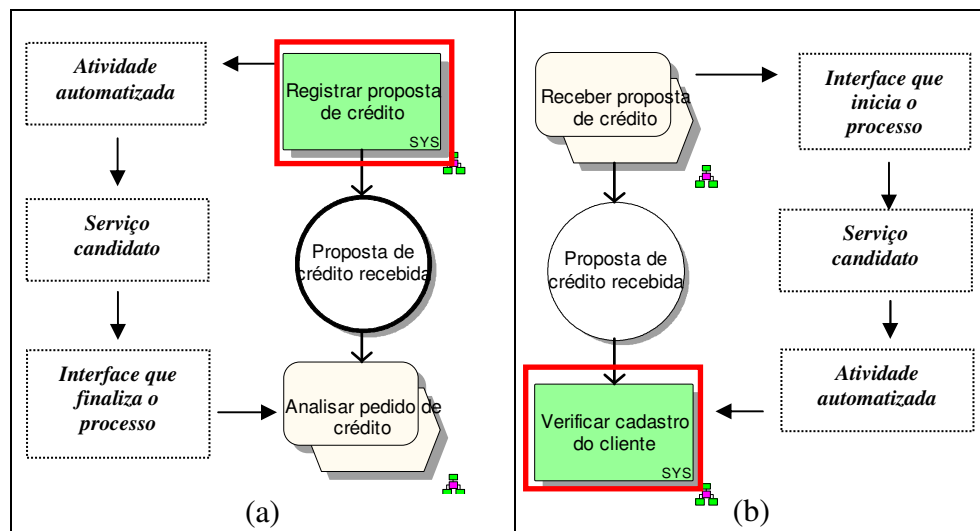 Atividade
automatizada
Serviço
candidato
Interface que
finaliza o
processo
Registrar proposta
de crédito
SYS
Proposta de
crédito recebida
Analisar pedido de
crédito
(a)
Receber proposta
de crédito
Proposta de
crédito recebida
Verificar cadastro
do cliente
SYS
Interface que
inicia o
processo
Serviço
candidato
Atividade
automatizada
(b)